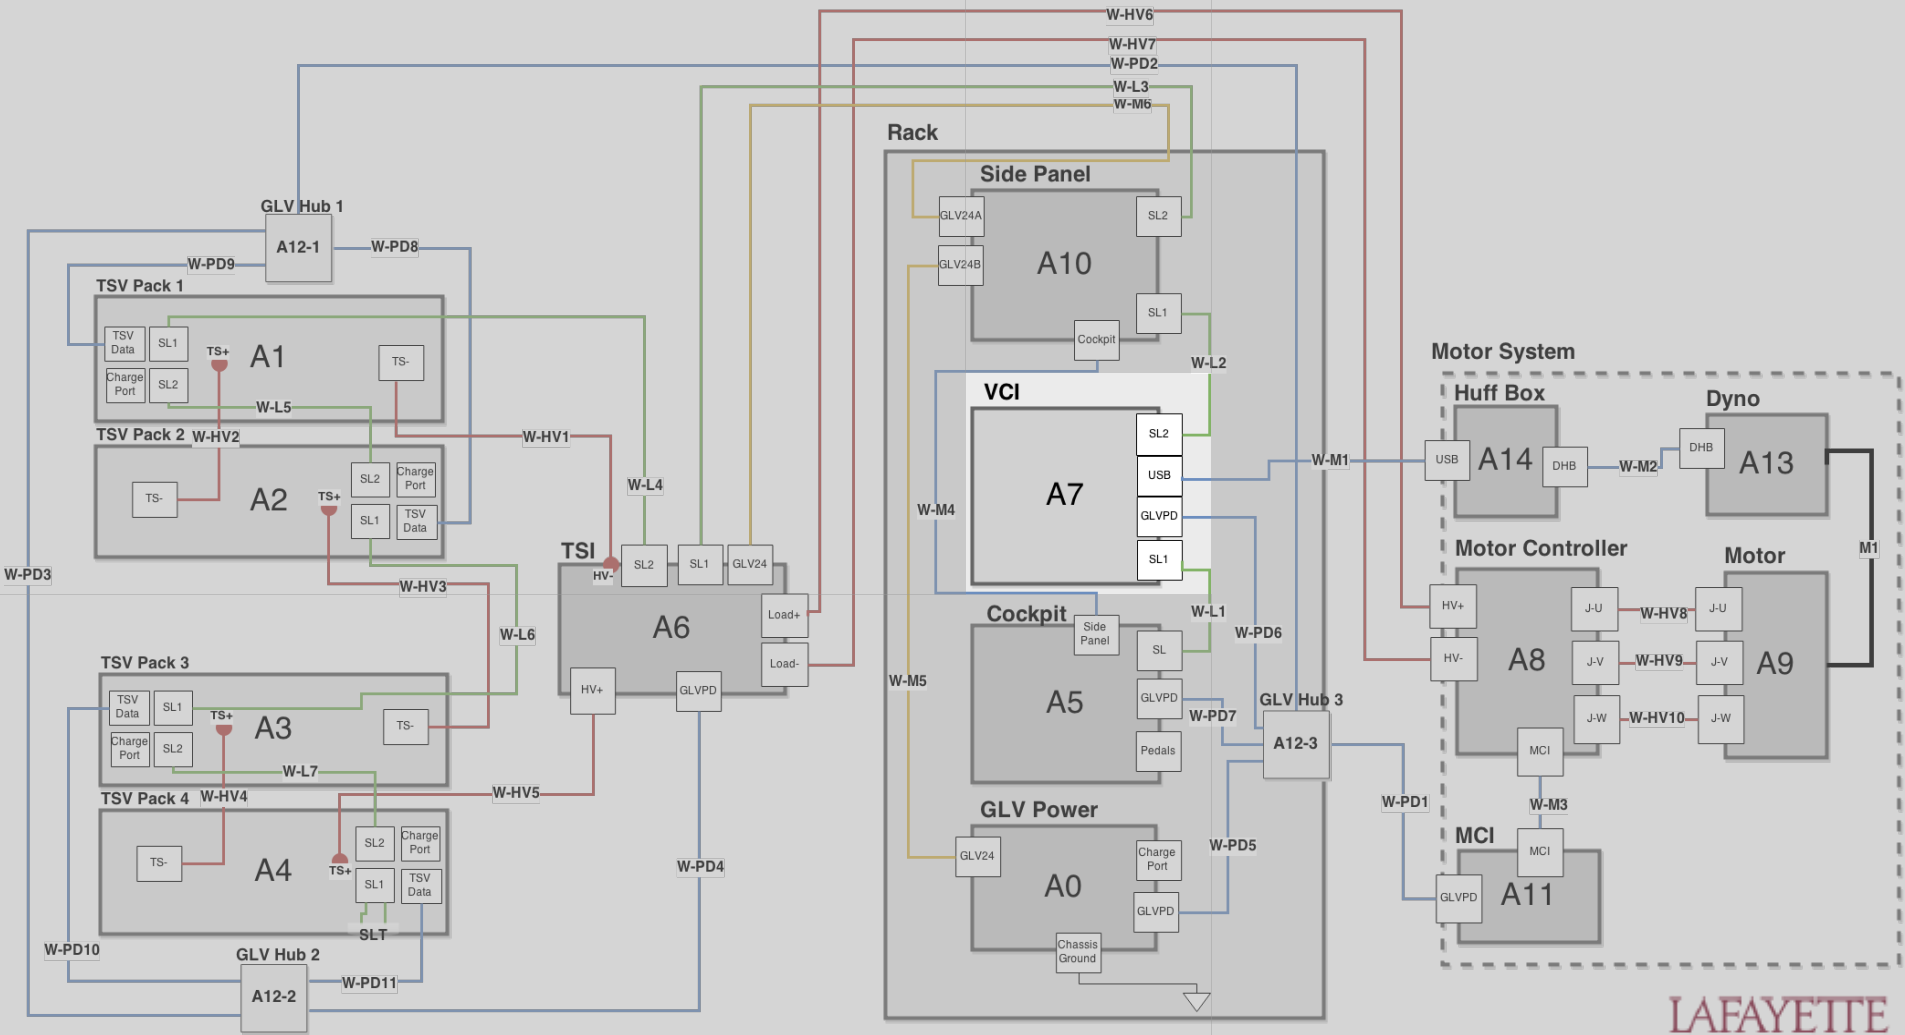 W-HV6
W-HV7
W-PD2
W-L3
W-M6
Rack
Side Panel
GLV24A
SL2
A10
GLV24B
SL1
Cockpit
W-L2
GLV Hub 1
A12-1
W-PD8
W-PD9
TSV Pack 1
TSV
Data
SL1
TS+
A1
TS-
Charge
Port
SL2
W-L5
TSV Pack 2
W-HV2
W-HV1
SL2
Charge
Port
TS-
A2
TS+
SL1
TSV
Data
W-L4
W-PD3
W-HV3
W-L6
TSI
HV-
SL2
SL1
GLV24
Load+
A6
Load-
HV+
GLVPD
VCI
SL2
USB
A7
GLVPD
SL1
W-M4
W-M1
W-L1
W-PD6
Cockpit
Side
Panel
SL
A5
GLVPD
W-PD7
Pedals
W-M5
GLV Hub 3
A12-3
GLV Power
GLV24
Charge
Port
A0
GLVPD
W-PD5
Chassis
Ground
TSV Pack 3
TSV
Data
SL1
TS+
A3
TS-
Charge
Port
SL2
W-L7
TSV Pack 4
W-HV4
W-HV5
SL2
Charge
Port
TS-
A4
TS+
SL1
TSV
Data
SLT
W-PD4
W-PD10
GLV Hub 2
A12-2
W-PD11
Motor System
Huff Box
Dyno
USB
A14
DHB
W-M2
DHB
A13
M1
Motor Controller
Motor
HV+
J-U
W-HV8
J-U
HV-
A8
J-V
W-HV9
J-V
A9
J-W
W-HV10
J-W
MCI
W-M3
W-PD1
MCI
MCI
GLVPD
A11
LAFAYETTE